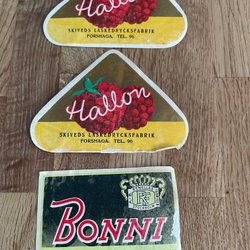 Hallon
SKIVEDS LÄSKEDRYCKSFABRIK
FORSHAGA. TEL. 96
Hallon
SKIVEDS LÄSKEDRYCKSFABRIK
FORSHAGA. TEL. 96
BONNI